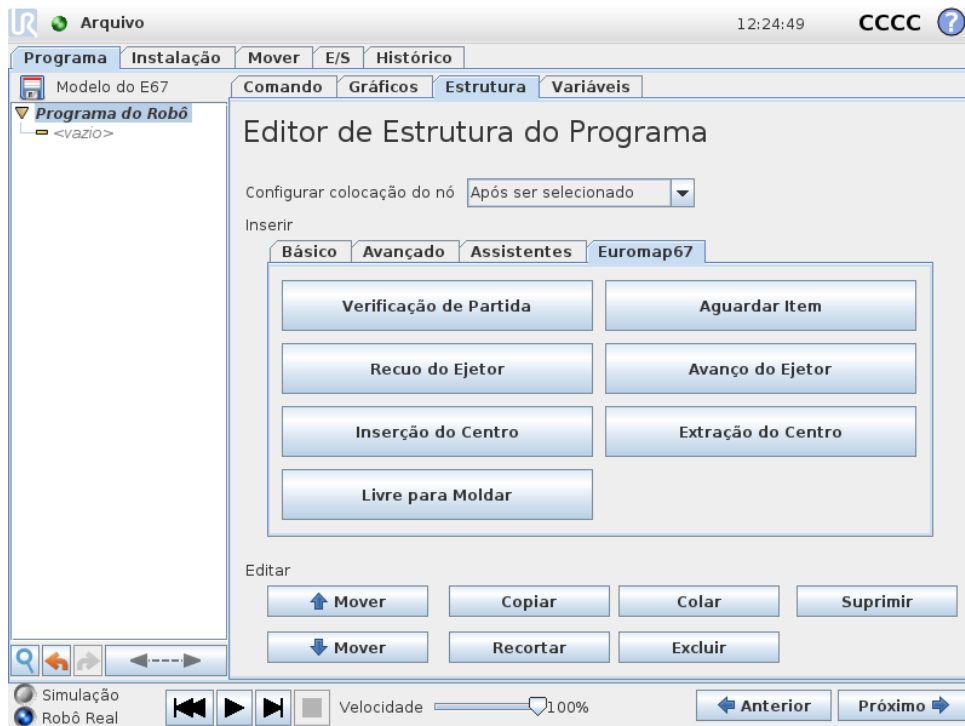 UR Arquivo 12:24:49 CCCC ?
Programa Instalação Mover E/S Histórico
Modelo do E67 Comando Gráficos Estrutura Variáveis
Programa do Robô
<vazio>
Editor de Estrutura do Programa
Configurar colocação do nó Após ser selecionado
Inserir
Básico Avançado Assistentes Euromap67
Verificação de Partida Aguardar Item
Recuo do Ejetor Avanço do Ejetor
Inserção do Centro Extração do Centro
Livre para Moldar
Editar
Mover Copiar Colar Suprimir
Mover Recortar Excluir
Simulação
Robô Real
Velocidade 100% Anterior Próximo